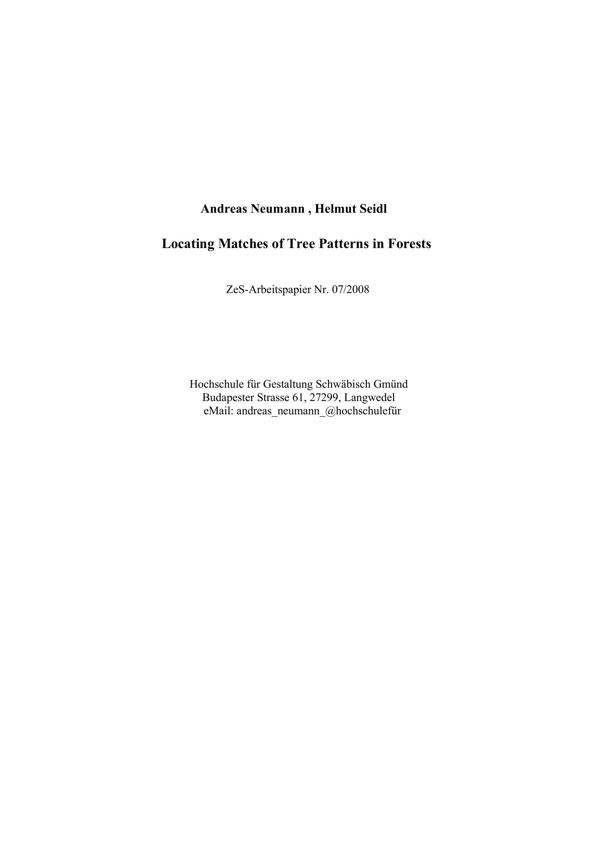 Andreas Neumann , Helmut Seidl
Locating Matches of Tree Patterns in Forests
ZeS-Arbeitspapier Nr. 07/2008
Hochschule für Gestaltung Schwäbisch Gmünd
Budapester Strasse 61, 27299, Langwedel
eMail: andreas_neumann_@hochschulefür